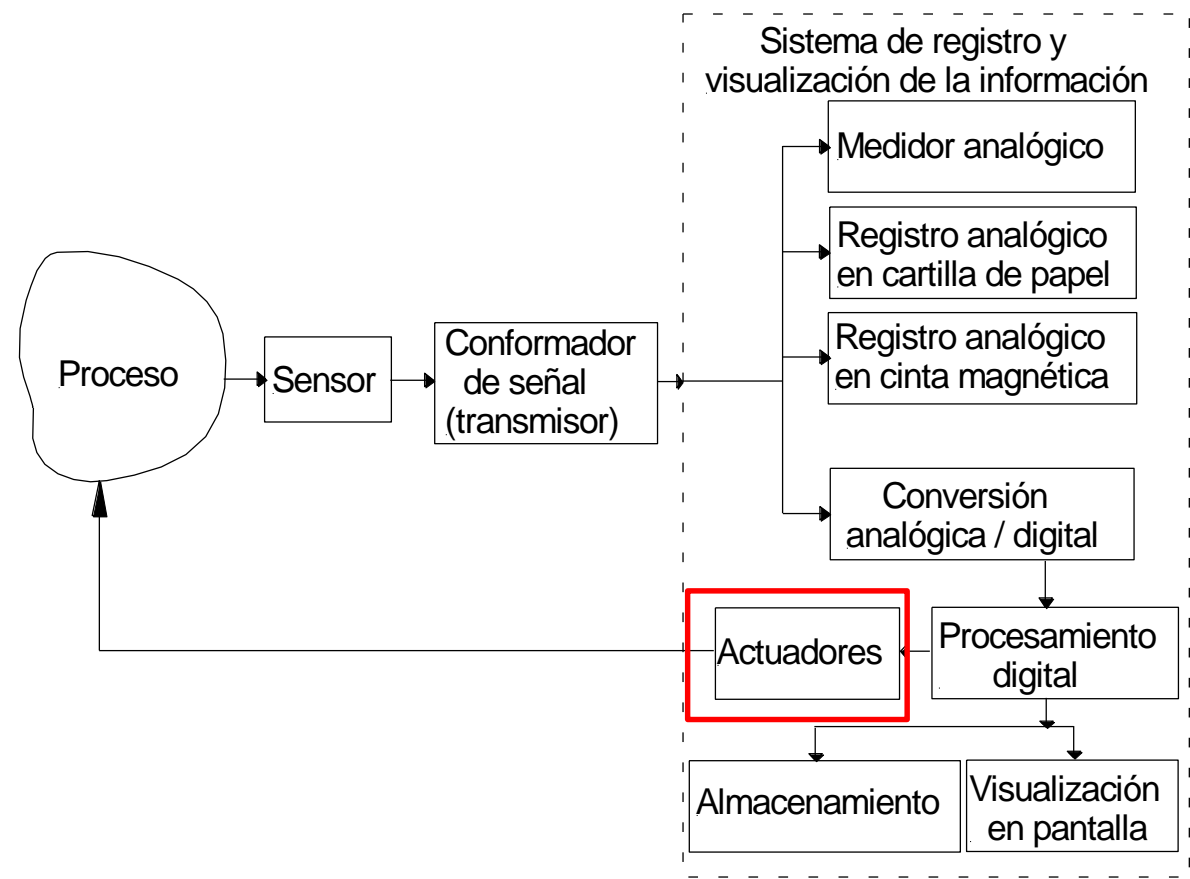 Sistema de registro y
visualización de la información
Medidor analógico
Registro analógico
en cartilla de papel
Registro analógico
en cinta magnética
Proceso
Sensor
Conformador
de señal
(transmisor)
Conversión
analógica / digital
Actuadores
Procesamiento
digital
Almacenamiento
Visualización
en pantalla